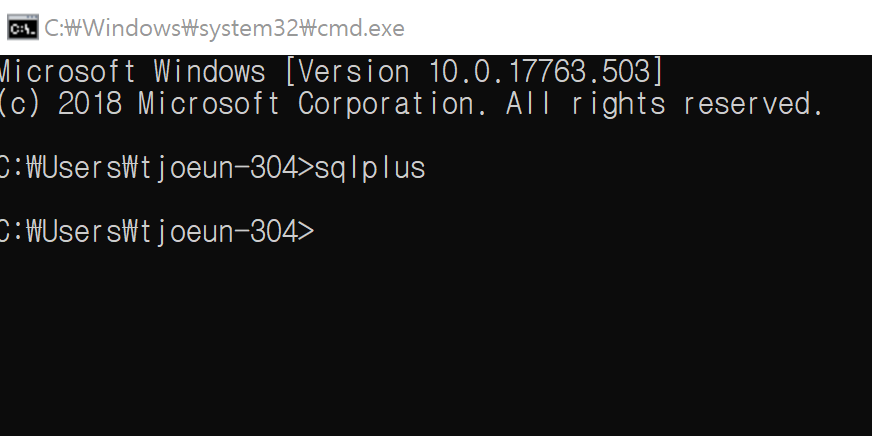 C:₩Windows₩system32₩cmd.exe
Microsoft Windows [Version 10.0.17763.503]
(c) 2018 Microsoft Corporation. All rights reserved.
C:₩Users₩tjoeun-304>sqlplus
C:₩Users₩tjoeun-304>